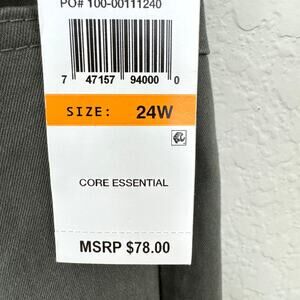 PO# 100-00111240
7 47157 94000 0
SIZE: 24W
CORE ESSENTIAL
MSRP $78.00